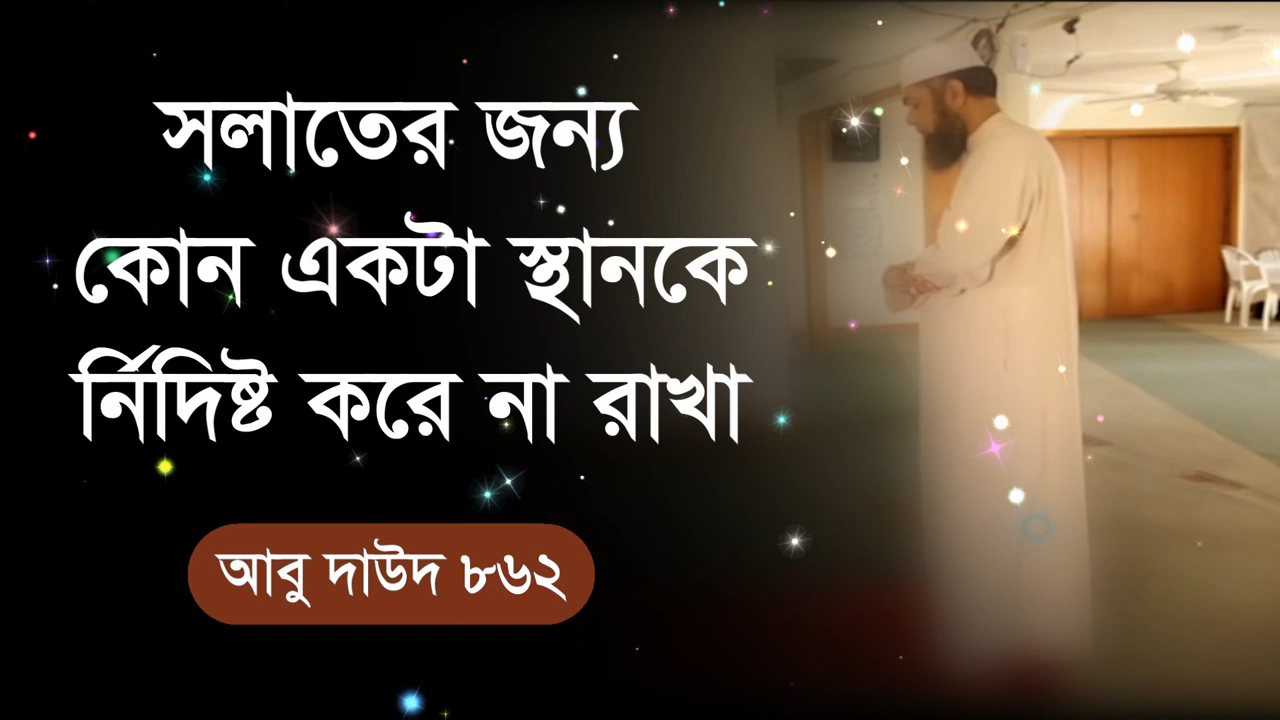 সলাতের জন্য
কোন একটা স্থানকে
র্নিদিষ্ট করে না রাখা
আবু দাউদ ৮৬২